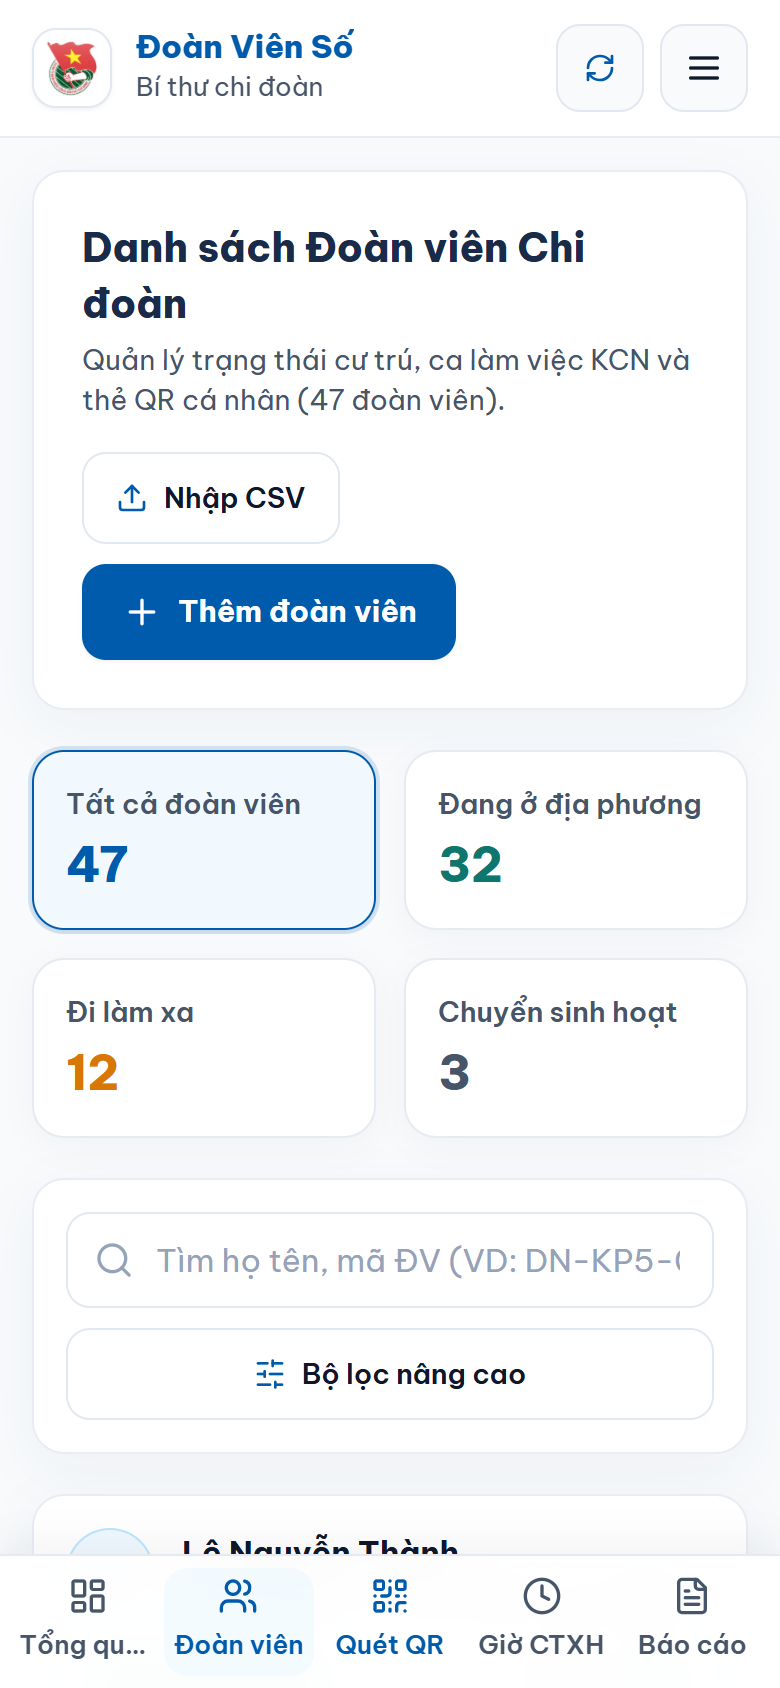 Đoàn Viên Số
Bí thư chi đoàn
Danh sách Đoàn viên Chi
đoàn
Quản lý trạng thái cư trú, ca làm việc KCN và
thẻ QR cá nhân (47 đoàn viên).
Nhập CSV
Thêm đoàn viên
Tất cả đoàn viên
47
Đang ở địa phương
32
Đi làm xa
12
Chuyển sinh hoạt
3
Tìm họ tên, mã ĐV (VD: DN-KP5-
Bộ lọc nâng cao
Lê Nguyễn Thành
Tổng qu...
Đoàn viên
Quét QR
Giờ CTXH
Báo cáo